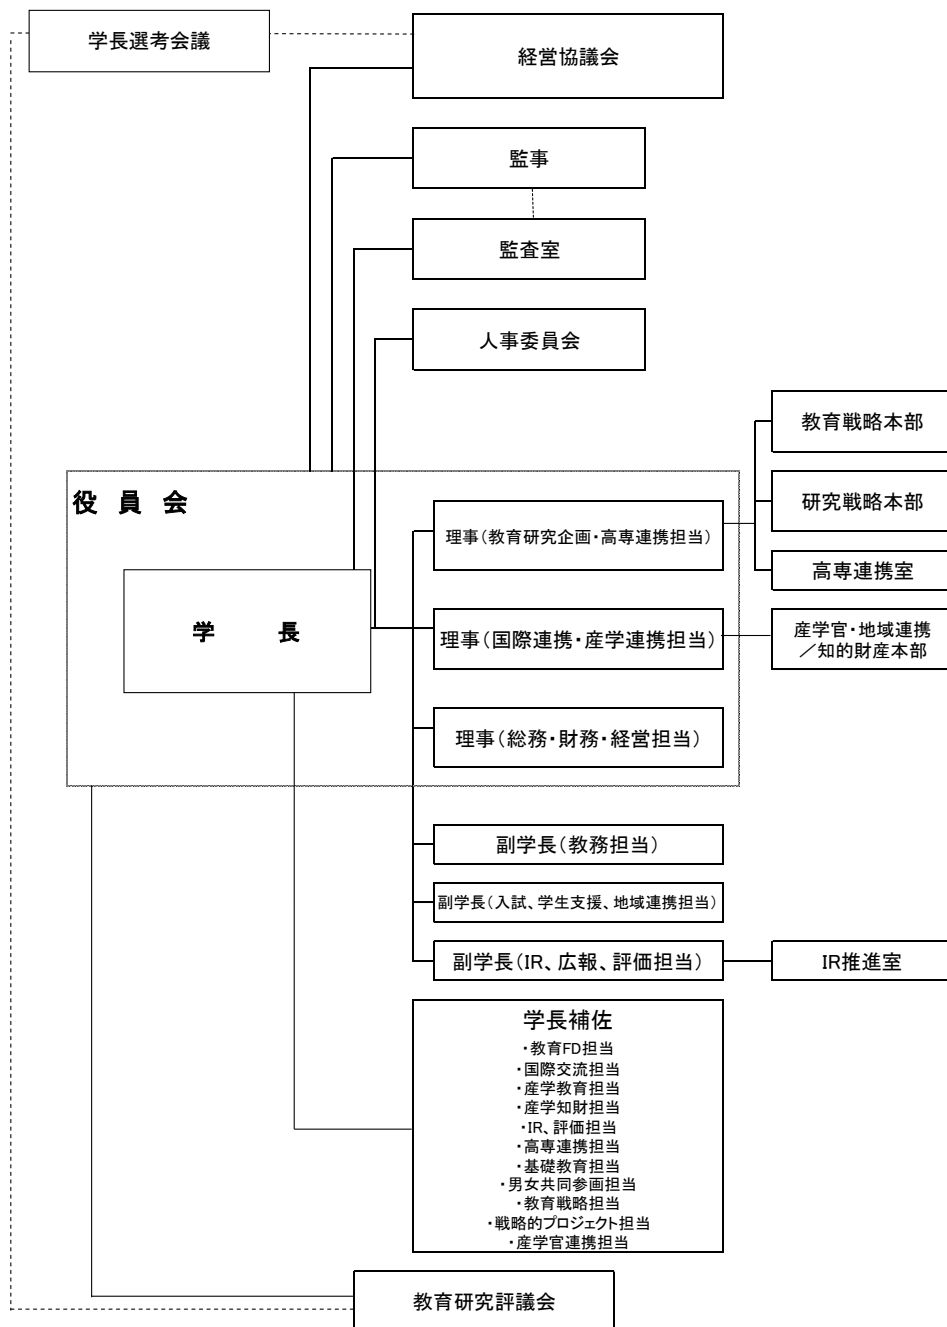 学長選考会議
経営協議会
監事
監査室
人事委員会
教育戦略本部
研究戦略本部
高専連携室
産学官・地域連携
／知的財産本部
役　員　会
学　　長
理事（教育研究企画・高専連携担当）
理事（国際連携・産学連携担当）
理事（総務・財務・経営担当）
副学長（教務担当）
副学長（入試、学生支援、地域連携担当）
副学長（IR、広報、評価担当）
IR推進室
学長補佐
・教育FD担当
・国際交流担当
・産学教育担当
・産学知財担当
・IR、評価担当
・高専連携担当
・基礎教育担当
・男女共同参画担当
・教育戦略担当
・戦略的プロジェクト担当
・産学官連携担当
教育研究評議会